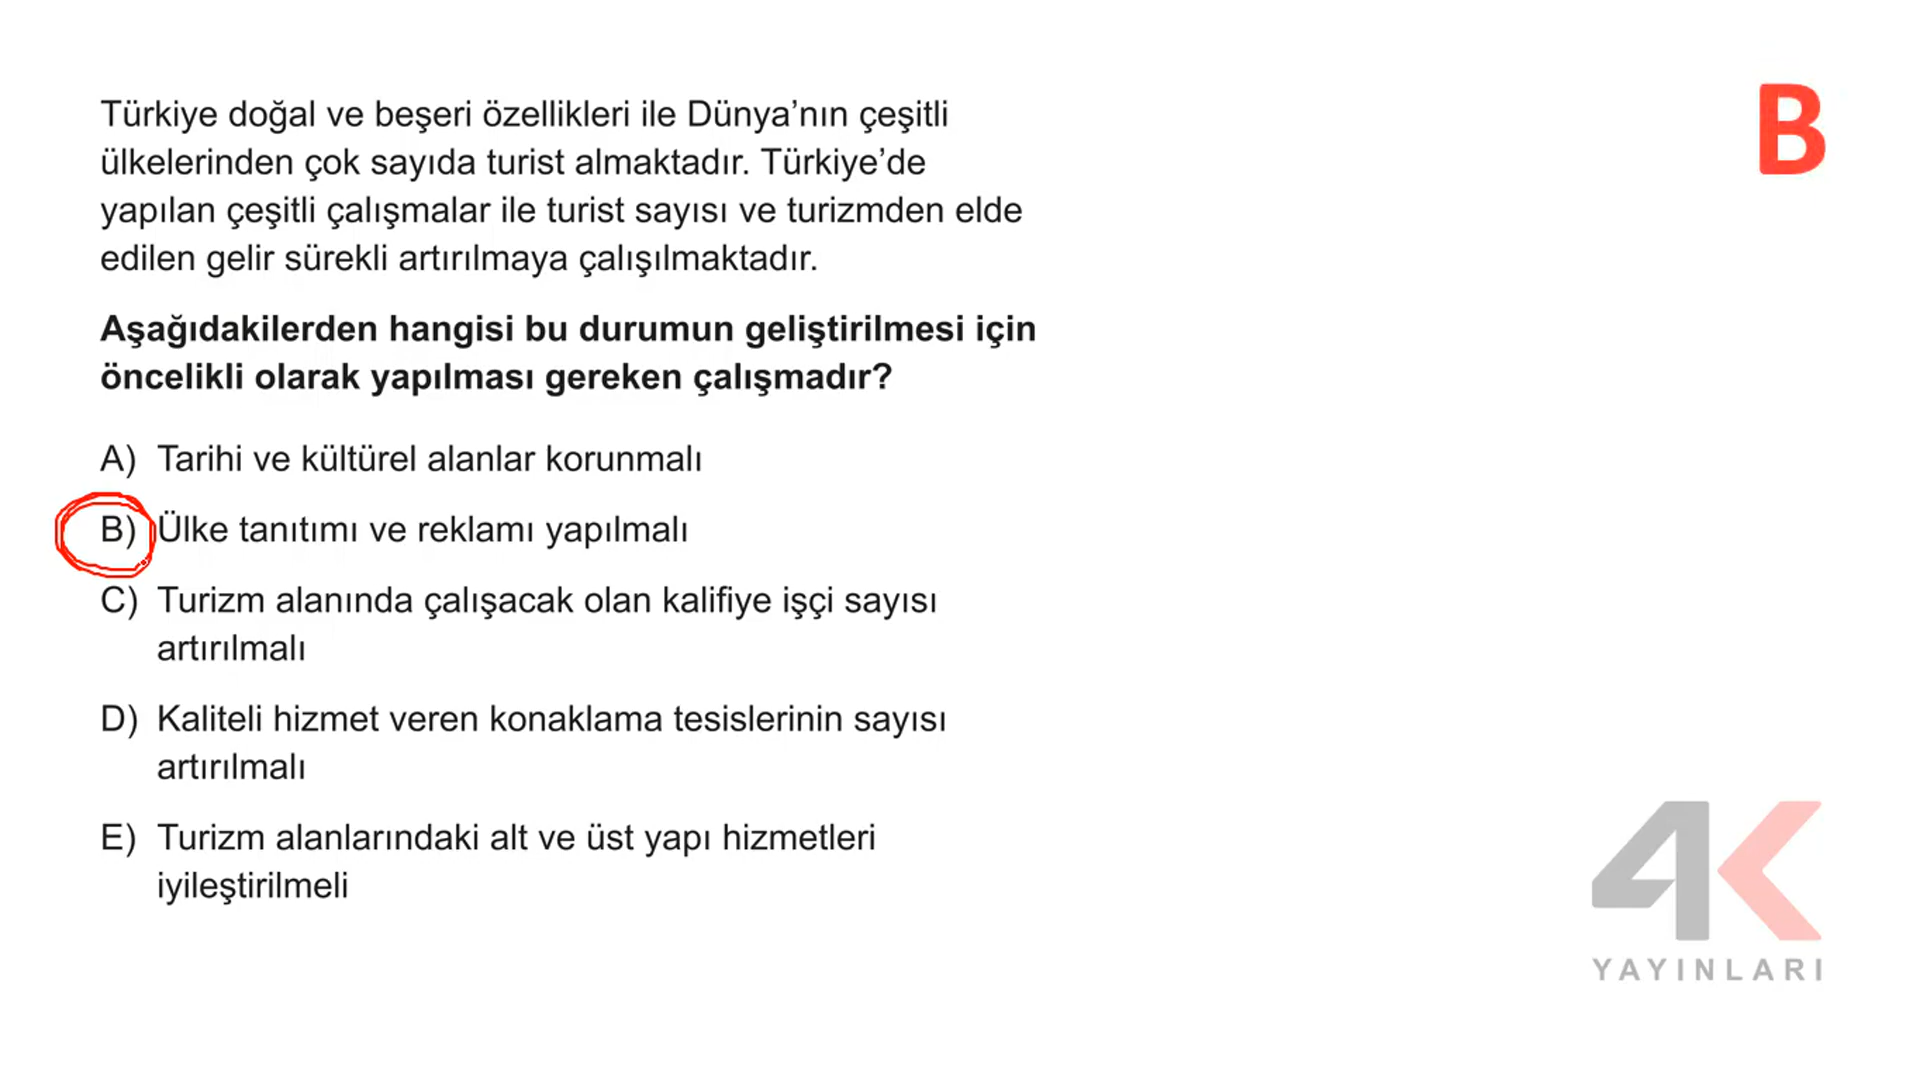 Türkiye doğal ve beşeri özellikleri ile Dünya’nın çeşitli
ülkelerinden çok sayıda turist almaktadır. Türkiye’de
yapılan çeşitli çalışmalar ile turist sayısı ve turizmden elde
edilen gelir sürekli artırılmaya çalışılmaktadır.
Aşağıdakilerden hangisi bu durumun geliştirilmesi için
öncelikli olarak yapılması gereken çalışmadır?
A) Tarihi ve kültürel alanlar korunmalı
B) Ülke tanıtımı ve reklamı yapılmalı
C) Turizm alanında çalışacak olan kalifiye işçi sayısı
artırılmalı
D) Kaliteli hizmet veren konaklama tesislerinin sayısı
artırılmalı
E) Turizm alanlarındaki alt ve üst yapı hizmetleri
iyileştirilmeli
B
4K
YAYINLARI